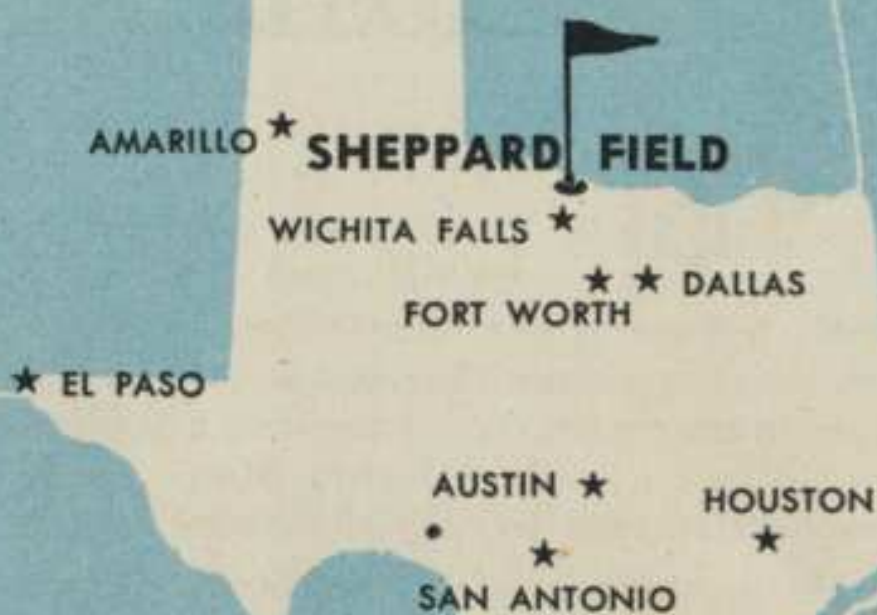 AMARILLO
SHEPPARD FIELD
WICHITA FALLS
DALLAS
FORT WORTH
EL PASO
AUSTIN
HOUSTON
SAN ANTONIO